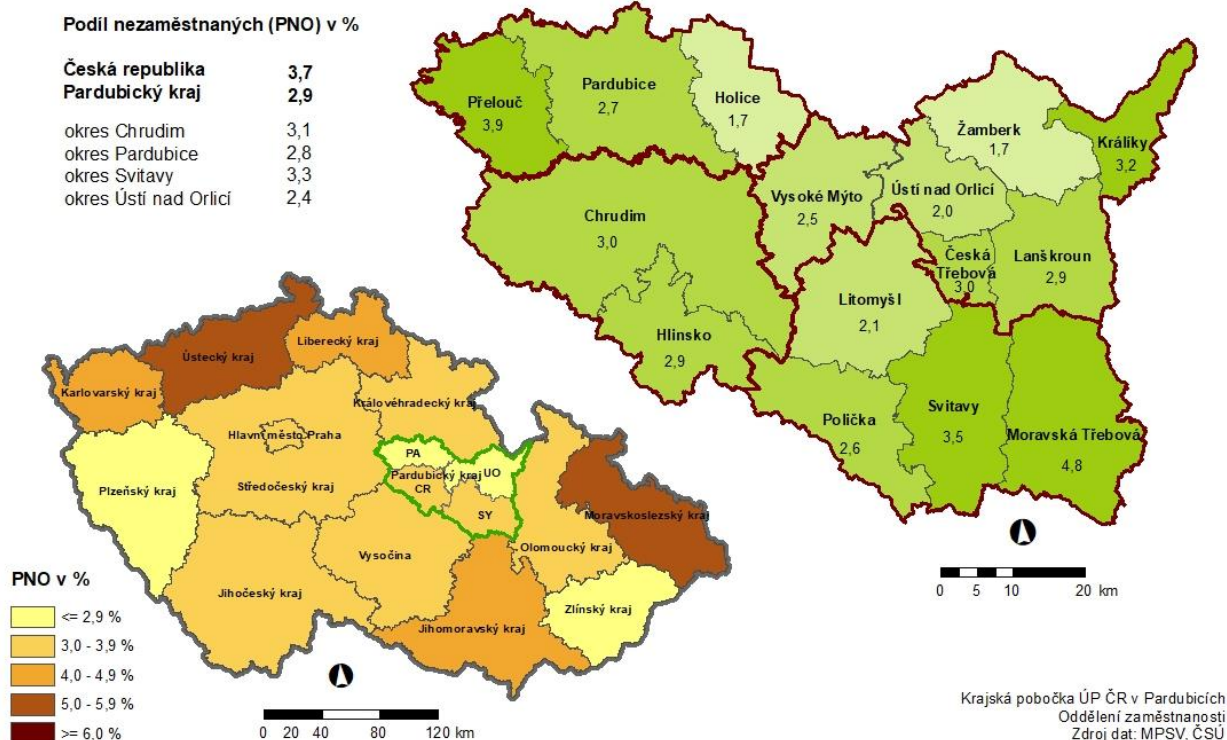 Podíl nezaměstnaných (PNO) v %
Česká republika 3,7
Pardubický kraj 2,9
okres Chrudim 3,1
okres Pardubice 2,8
okres Svitavy 3,3
okres Ústí nad Orlicí 2,4
Přelouč
3,9
Pardubice
2,7
Holice
1,7
Žamberk
1,7
Králíky
3,2
Vysoké Mýto
2,5
Ústí nad Orlicí
2,0
Chrudim
3,0
Česká
Třebová
3,0
Lanškroun
2,9
Litomyšl
2,1
Hlinsko
2,9
Polička
2,6
Svitavy
3,5
Moravská Třebová
4,8
0 5 10 20 km
Ústecký kraj
Liberecký kraj
Karlovarský kraj
Královéhradecký kraj
Hlavní město Praha
PA
UO
Pardubický kraj
CR
Plzeňský kraj
Středočeský kraj
SY
Moravskoslezský kraj
Vysočina
Olomoucký kraj
Jihočeský kraj
Zlínský kraj
Jihomoravský kraj
PNO v %
<= 2,9 %
3,0 - 3,9 %
4,0 - 4,9 %
5,0 - 5,9 %
>= 6,0 %
0 20 40 80 120 km
Krajská pobočka ÚP ČR v Pardubicích
Oddělení zaměstnanosti
Zdroj dat: MPSV, ČSÚ